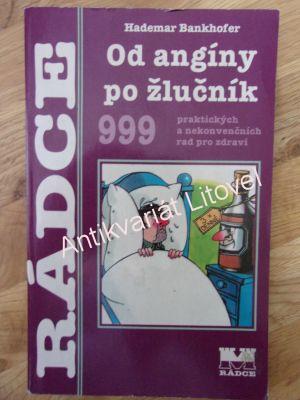 Hademar Bankhofer
Od angíny
po žlučník
999
praktických
a nekonvenčních
rad pro zdraví
RÁDCE
Antikvariát Litovel
RÁDCE